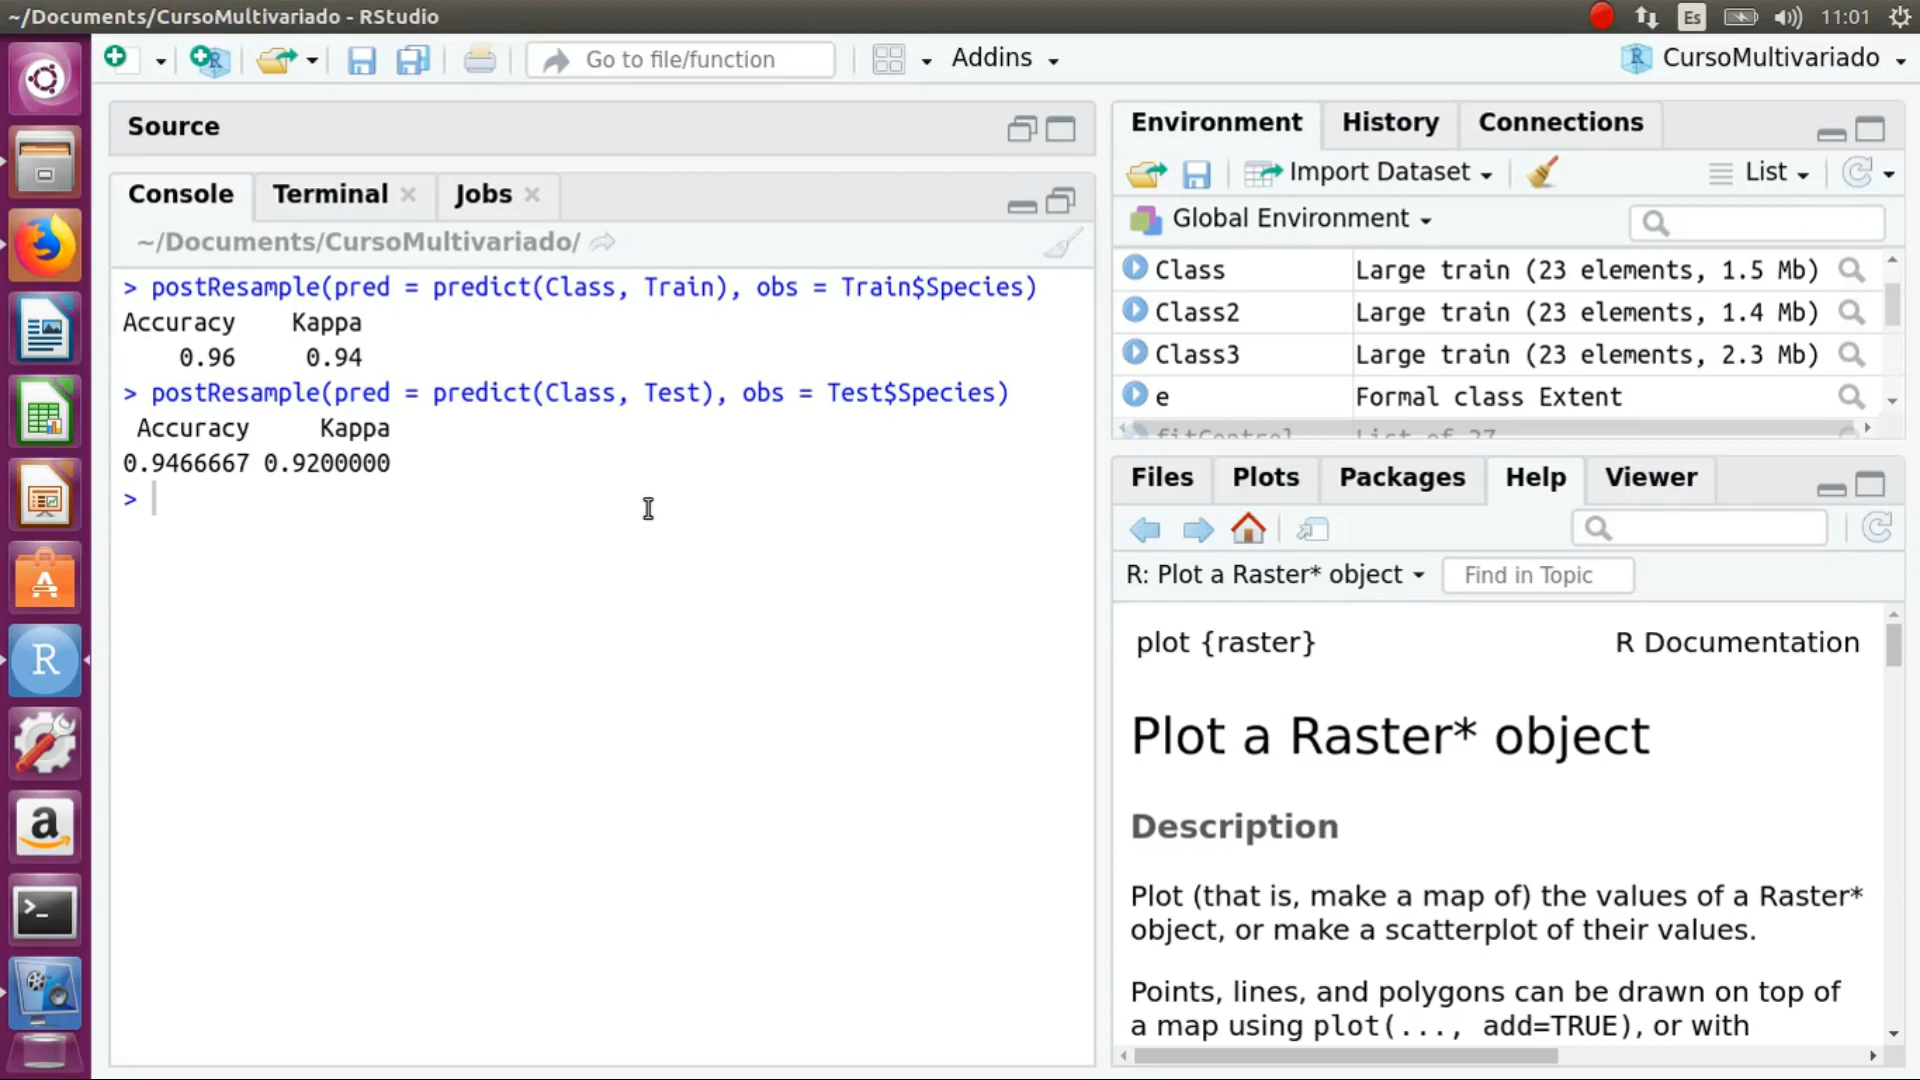 ~/Documents/CursoMultivariado - RStudio
Es
11:01
Go to file/function
Addins
CursoMultivariado
Source
Console
Terminal
Jobs
~/Documents/CursoMultivariado/
> postResample(pred = predict(Class, Train), obs = Train$Species)
Accuracy Kappa
0.96 0.94
> postResample(pred = predict(Class, Test), obs = Test$Species)
Accuracy Kappa
0.9466667 0.9200000
>
Environment
History
Connections
Import Dataset
List
Global Environment
Class Large train (23 elements, 1.5 Mb)
Class2 Large train (23 elements, 1.4 Mb)
Class3 Large train (23 elements, 2.3 Mb)
e Formal class Extent
fitControl List of 27
Files
Plots
Packages
Help
Viewer
R: Plot a Raster* object
Find in Topic
plot {raster}
R Documentation
Plot a Raster* object
Description
Plot (that is, make a map of) the values of a Raster*
object, or make a scatterplot of their values.
Points, lines, and polygons can be drawn on top of
a map using plot(..., add=TRUE), or with